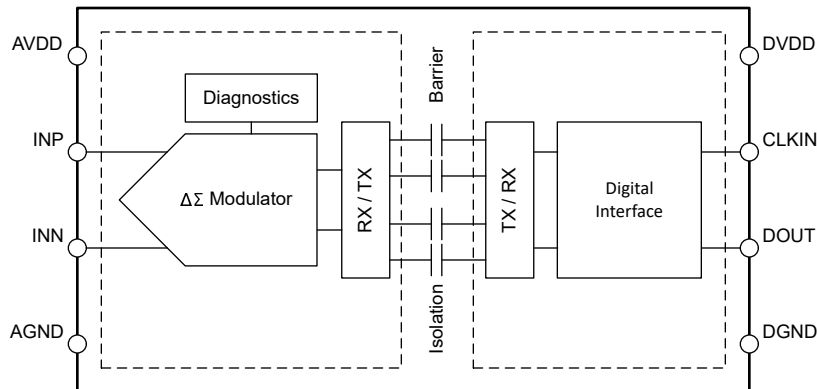 AVDD
DVDD
Diagnostics
Barrier
INP
CLKIN
ΔΣ Modulator
RX / TX
TX / RX
Digital
Interface
INN
DOUT
Isolation
AGND
DGND